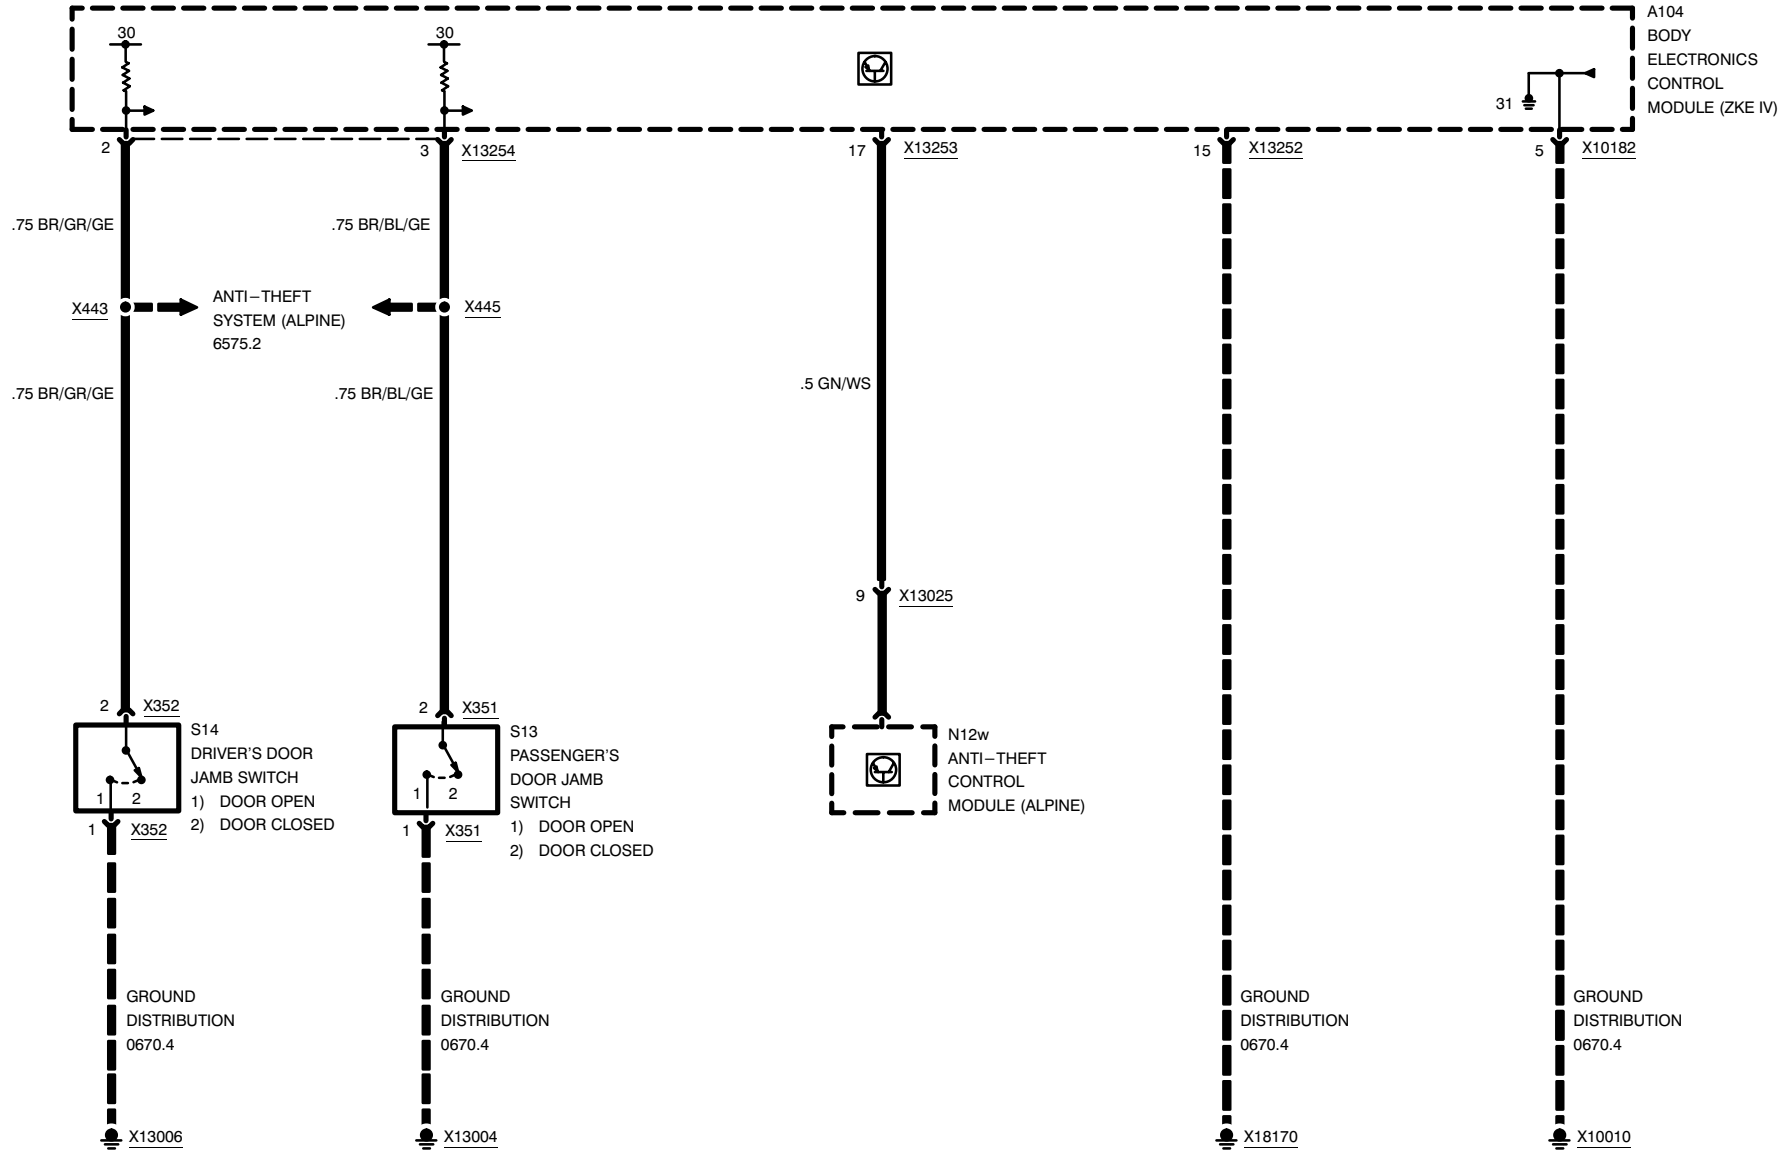 A104
BODY
ELECTRONICS
CONTROL
MODULE (ZKE IV)
30
30
31
2
3 X13254
17 X13253
15 X13252
5 X10182
.75 BR/GR/GE
.75 BR/BL/GE
X443
ANTI–THEFT
SYSTEM (ALPINE)
6575.2
X445
.75 BR/GR/GE
.75 BR/BL/GE
.5 GN/WS
9 X13025
2 X352
S14
DRIVER'S DOOR
JAMB SWITCH
1) DOOR OPEN
2) DOOR CLOSED
1 2
1 X352
2 X351
S13
PASSENGER'S
DOOR JAMB
SWITCH
1) DOOR OPEN
2) DOOR CLOSED
1 2
1 X351
N12w
ANTI–THEFT
CONTROL
MODULE (ALPINE)
GROUND
DISTRIBUTION
0670.4
GROUND
DISTRIBUTION
0670.4
GROUND
DISTRIBUTION
0670.4
GROUND
DISTRIBUTION
0670.4
X13006
X13004
X18170
X10010